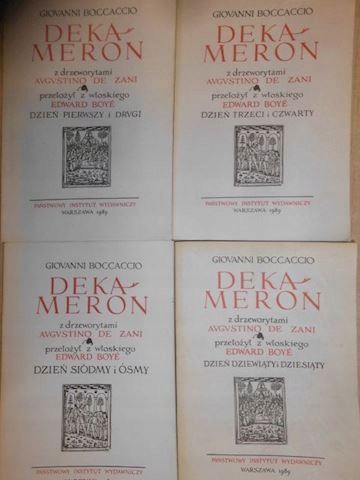 GIOVANNI BOCCACCIO
DEKA
MERON
z drzeworytami
AVGVSTINO DE ZANI
przełożył z włoskiego
EDWARD BOYÉ
DZIEŃ PIERWSZY i DRUGI
PAŃSTWOWY INSTYTUT WYDAWNICZY
WARSZAWA 1989
GIOVANNI BOCCACCIO
DEKA
MERON
z drzeworytami
AVGVSTINO DE ZANI
przełożył z włoskiego
EDWARD BOYÉ
DZIEŃ TRZECI i CZWARTY
PAŃSTWOWY INSTYTUT WYDAWNICZY
WARSZAWA 1989
GIOVANNI BOCCACCIO
DEKA
MERON
z drzeworytami
AVGVSTINO DE ZANI
przełożył z włoskiego
EDWARD BOYÉ
DZIEŃ SIÓDMY i ÓSMY
PAŃSTWOWY INSTYTUT WYDAWNICZY
GIOVANNI BOCCACCIO
DEKA
MERON
z drzeworytami
AVGVSTINO DE ZANI
przełożył z włoskiego
EDWARD BOYÉ
DZIEŃ DZIEWIĄTY i DZIESIĄTY
PAŃSTWOWY INSTYTUT WYDAWNICZY
WARSZAWA 1989